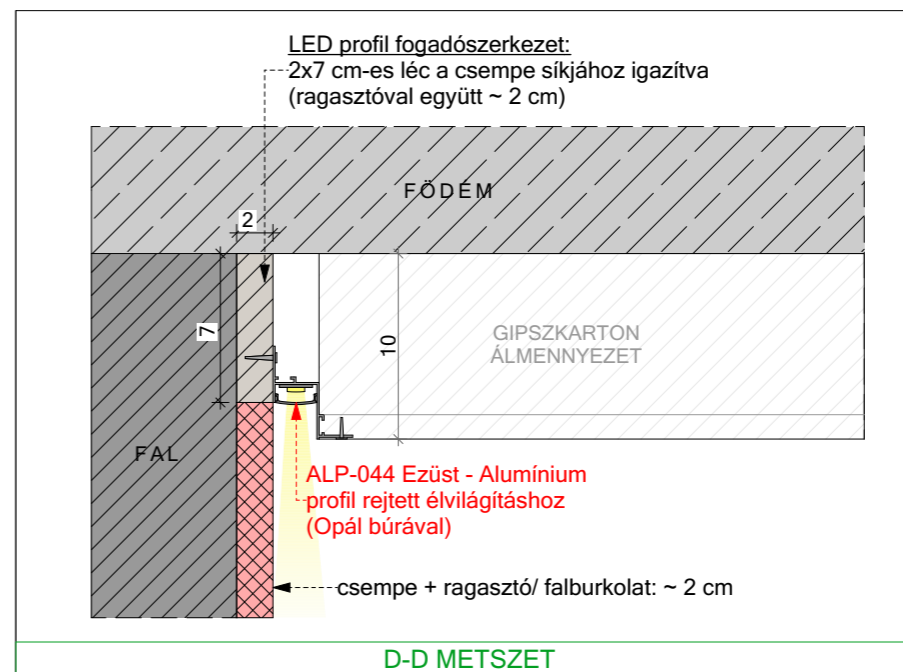 LED profil fogadószerkezet:
2x7 cm-es léc a csempe síkjához igazítva
(ragasztóval együtt ~ 2 cm)
FÖDÉM
2
7
10
GIPSZKARTON
ÁLMENNYEZET
FAL
ALP-044 Ezüst - Alumínium
profil rejtett élvilágításhoz
(Opál búrával)
csempe + ragasztó/ falburkolat: ~ 2 cm
D-D METSZET